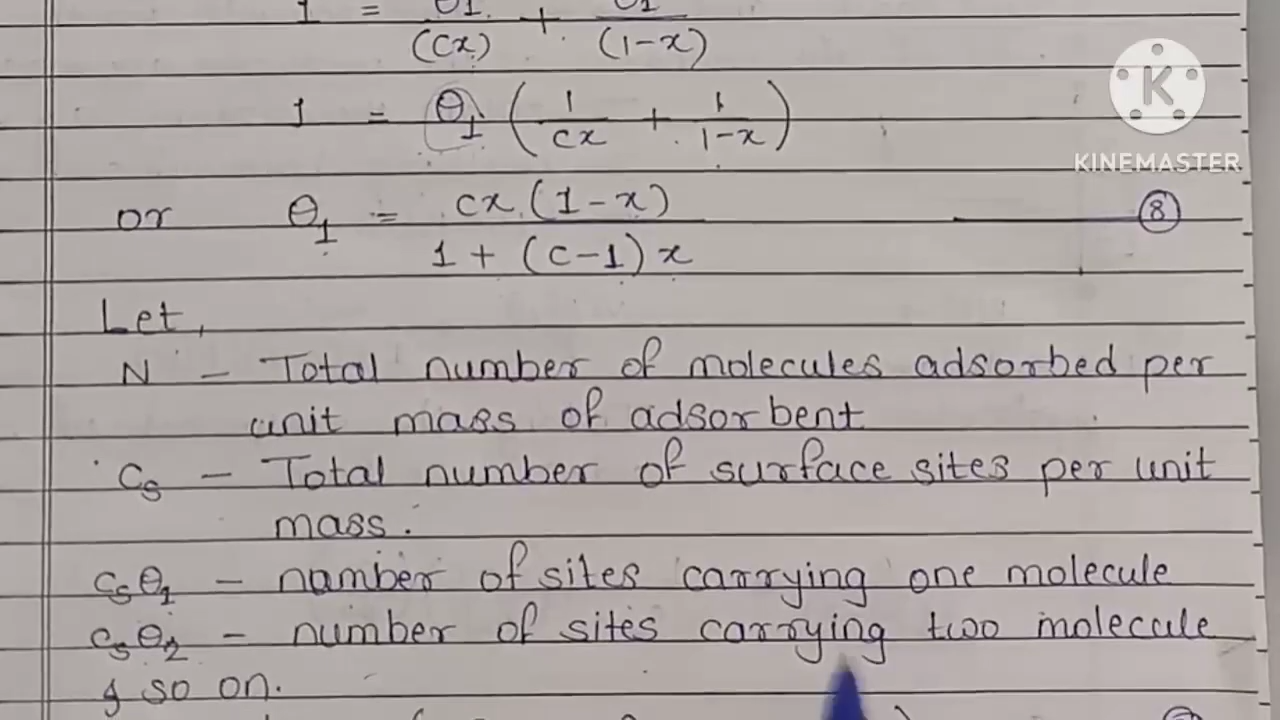 1 = θ1/(cx) + θ1/(1-x)
1 = θ1 (1/cx + 1/1-x)
or θ1 = cx (1-x) / 1 + (c-1) x ⑧
Let,
N - Total number of molecules adsorbed per
unit mass of adsorbent
Cs - Total number of surface sites per unit
mass.
Csθ1 - number of sites carrying one molecule
Csθ2 - number of sites carrying two molecule
& so on.
K
KINEMASTER